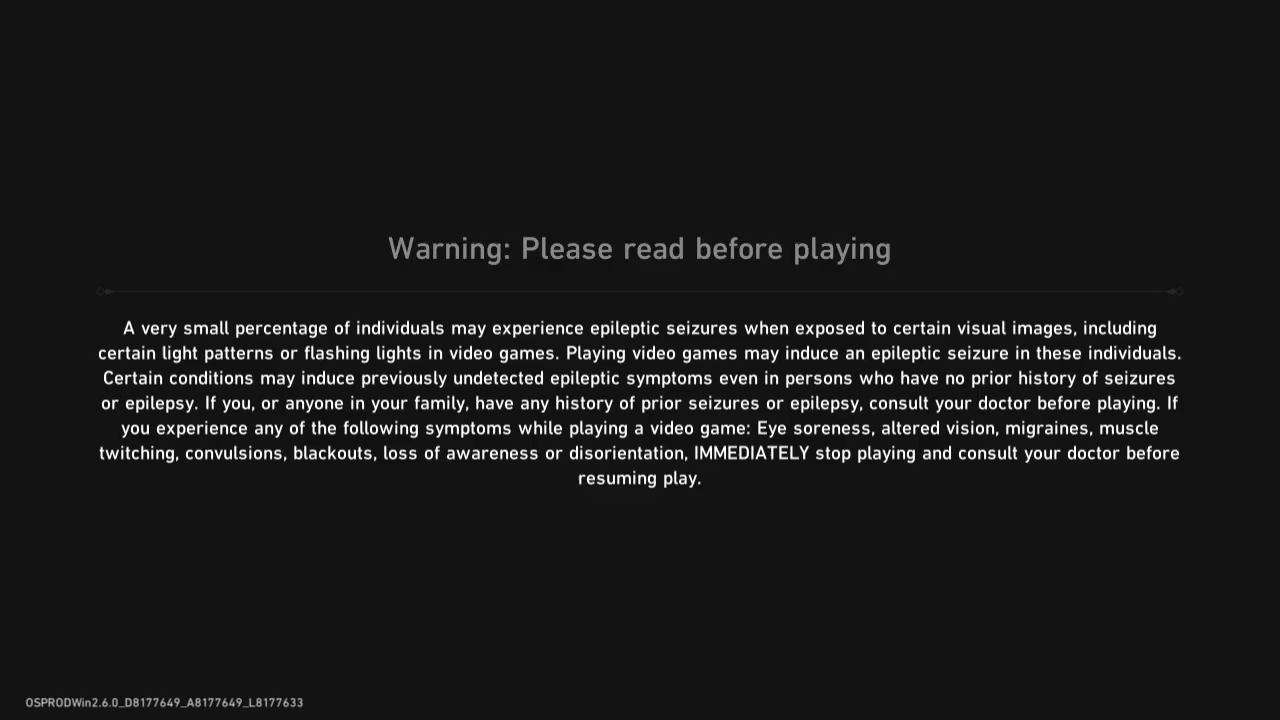 Warning: Please read before playing
A very small percentage of individuals may experience epileptic seizures when exposed to certain visual images, including
certain light patterns or flashing lights in video games. Playing video games may induce an epileptic seizure in these individuals.
Certain conditions may induce previously undetected epileptic symptoms even in persons who have no prior history of seizures
or epilepsy. If you, or anyone in your family, have any history of prior seizures or epilepsy, consult your doctor before playing. If
you experience any of the following symptoms while playing a video game: Eye soreness, altered vision, migraines, muscle
twitching, convulsions, blackouts, loss of awareness or disorientation, IMMEDIATELY stop playing and consult your doctor before
resuming play.
OSPRODWin2.6.0_D8177649_A8177649_L8177633